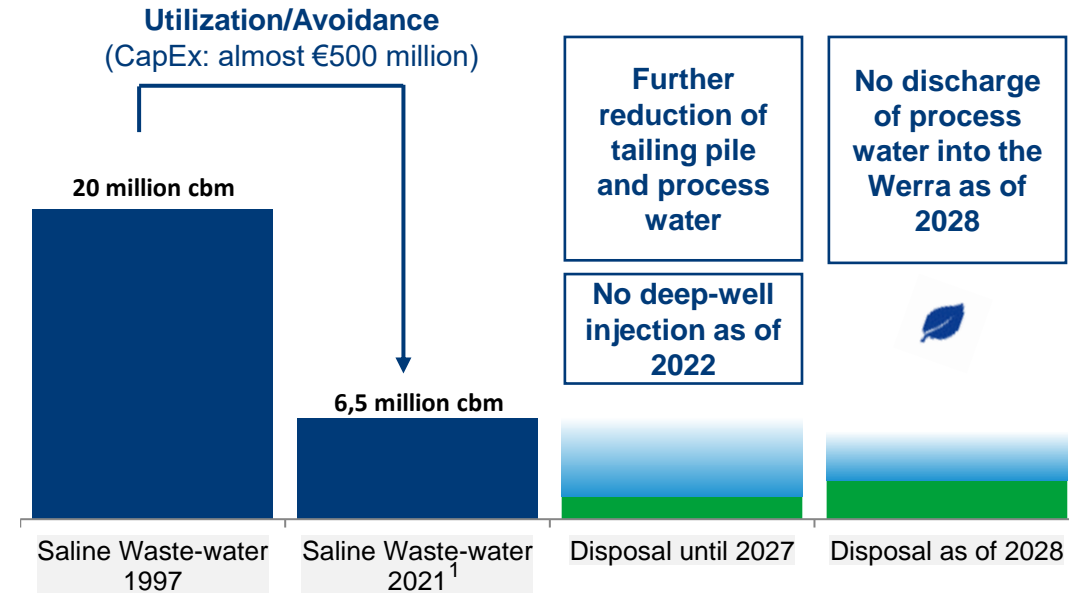 Utilization/Avoidance
(CapEx: almost €500 million)
20 million cbm
6,5 million cbm
Further
reduction of
tailing pile
and process
water
No deep-well
injection as of
2022
No discharge
of process
water into the
Werra as of
2028
Saline Waste-water
1997
Saline Waste-water
2021¹
Disposal until 2027
Disposal as of 2028